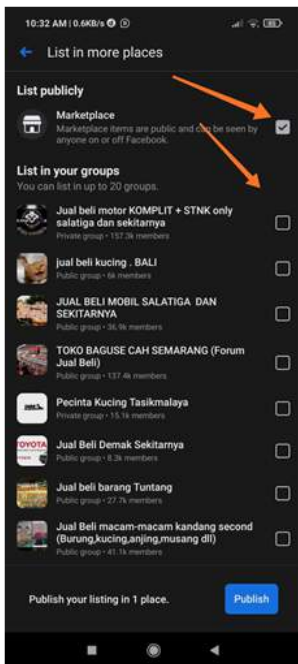 10:32 AM | 0.6KB/s
List in more places
List publicly
Marketplace
Marketplace items are public and can be seen by
anyone on or off Facebook.
List in your groups
You can list in up to 20 groups.
Jual beli motor KOMPLIT + STNK only
salatiga dan sekitarnya
Private group • 157.3k members
jual beli kucing . BALI
Public group • 6k members
JUAL BELI MOBIL SALATIGA DAN
SEKITARNYA
Public group • 36.9k members
TOKO BAGUSE CAH SEMARANG (Forum
Jual Beli)
Public group • 137.4k members
Pecinta Kucing Tasikmalaya
Private group • 15.1k members
OYOTA
Jual Beli Demak Sekitarnya
Public group • 8.3k members
Jual beli barang Tuntang
Public group • 27.7k members
Jual Beli macam-macam kandang second
(Burung,kucing,anjing,musang dll)
Public group • 41.1k members
Publish your listing in 1 place.
Publish